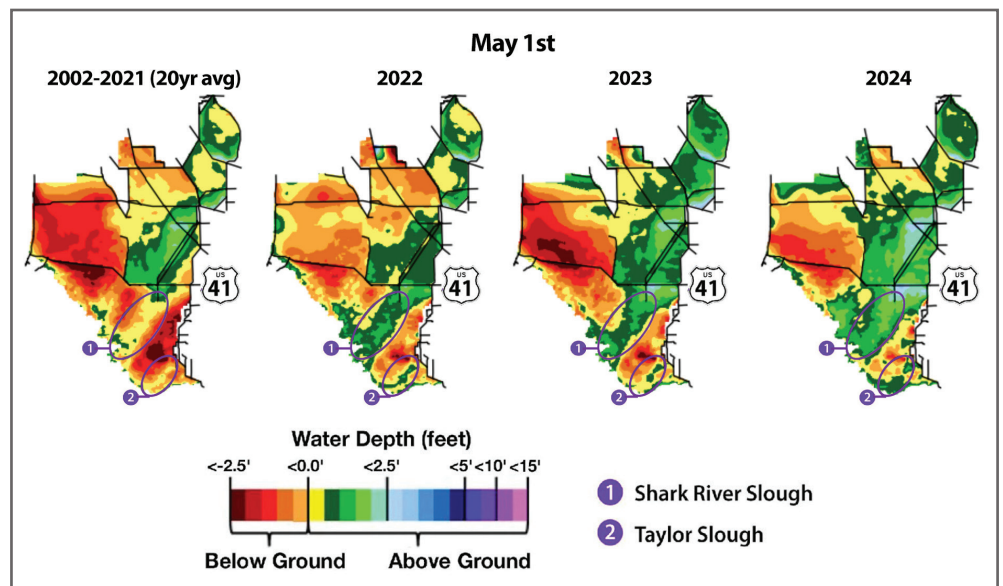 May 1st
2002-2021 (20yr avg)
2022
2023
2024
US
41
US
41
US
41
US
41
1
1
1
1
2
2
2
2
Water Depth (feet)
<-2.5' <0.0' <2.5' <5' <10' <15'
Below Ground Above Ground
1 Shark River Slough
2 Taylor Slough